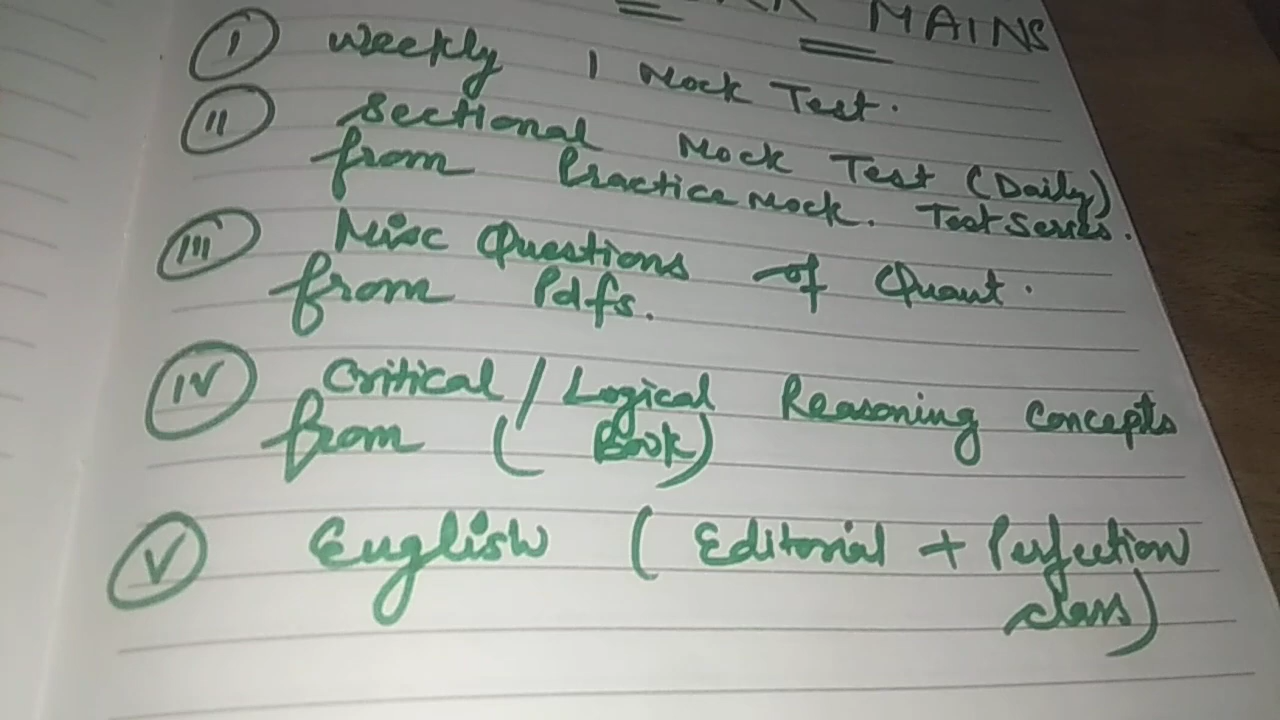 MAINS
I Weekly 1 Mock Test.
II Sectional Mock Test (Daily)
from Practice Mock. Test Series.
III Misc Questions of Quant.
from Pdfs.
IV Critical / Logical Reasoning Concepts
from (Book)
V English (Editorial + Perfection
class)